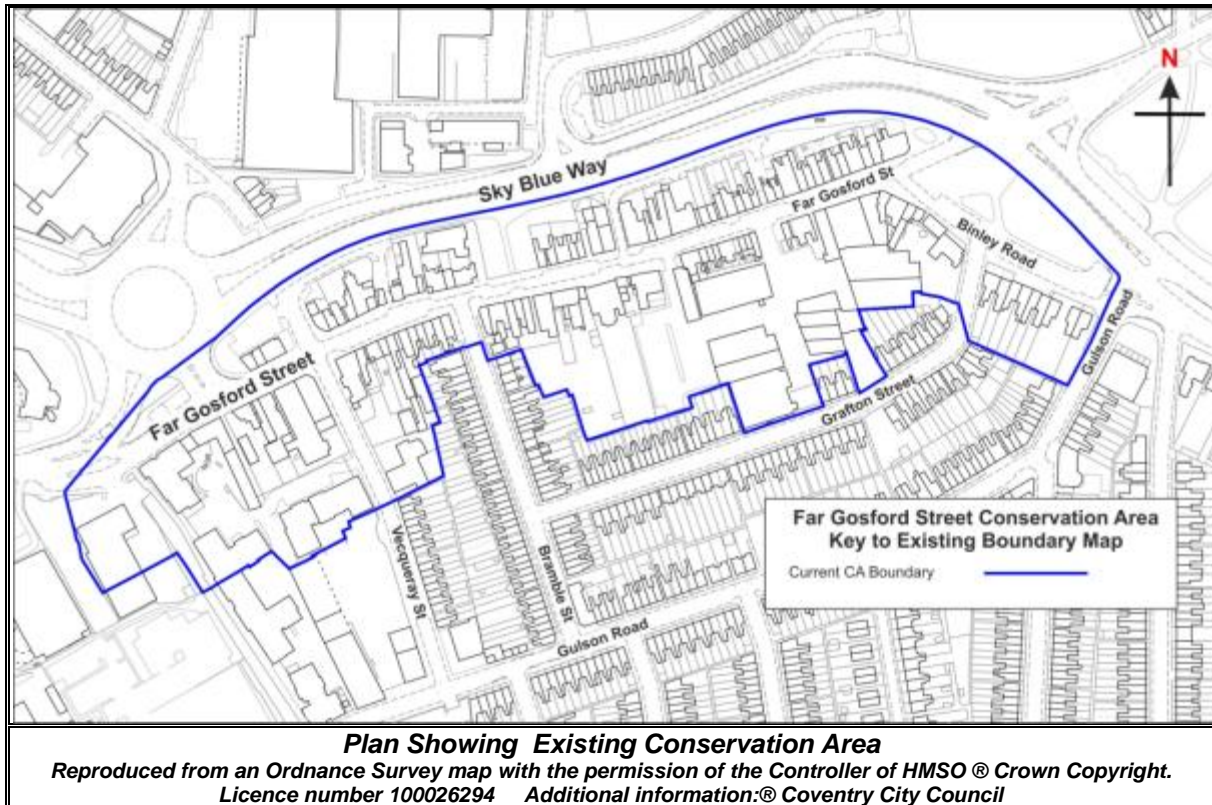 N
Sky Blue Way
Far Gosford St
Binley Road
Gulson Road
Far Gosford Street
Grafton Street
Vecqueray St
Bramble St
Gulson Road
Far Gosford Street Conservation Area
Key to Existing Boundary Map
Current CA Boundary
Plan Showing Existing Conservation Area
Reproduced from an Ordnance Survey map with the permission of the Controller of HMSO ® Crown Copyright.
Licence number 100026294 Additional information:® Coventry City Council